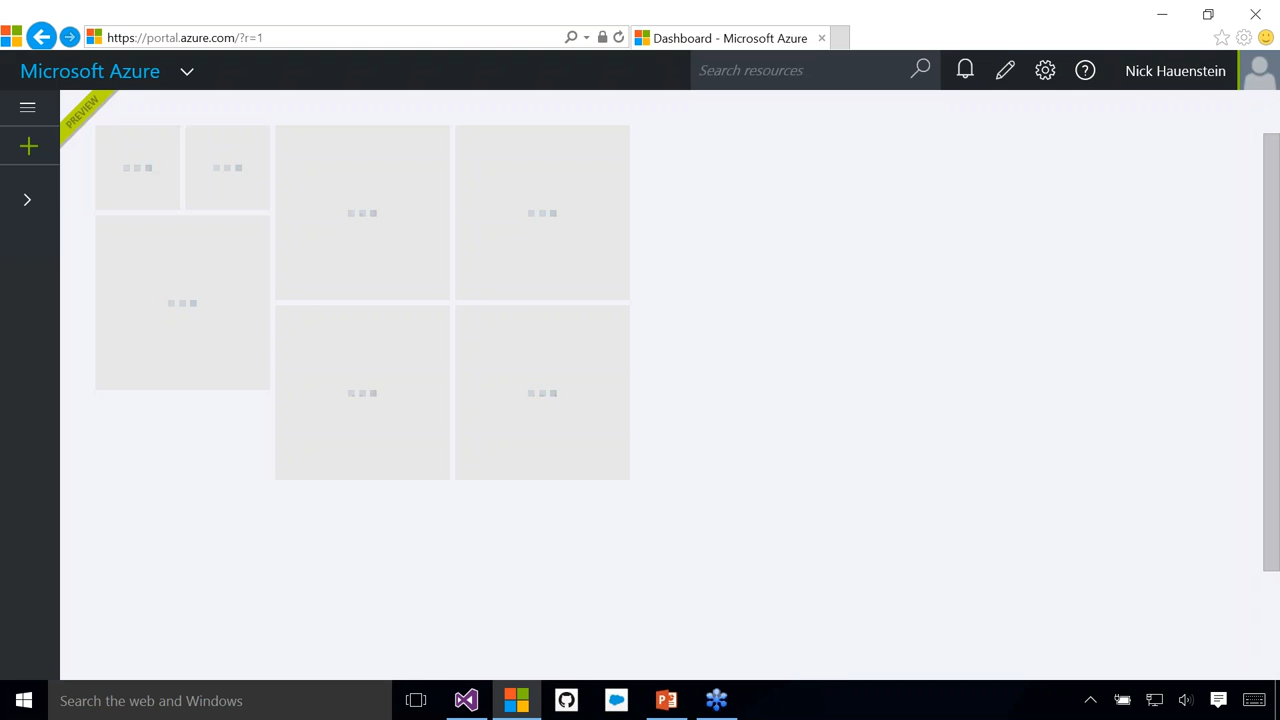 https://portal.azure.com/?r=1
Dashboard - Microsoft Azure
Microsoft Azure
Search resources
Nick Hauenstein
PREVIEW
Search the web and Windows